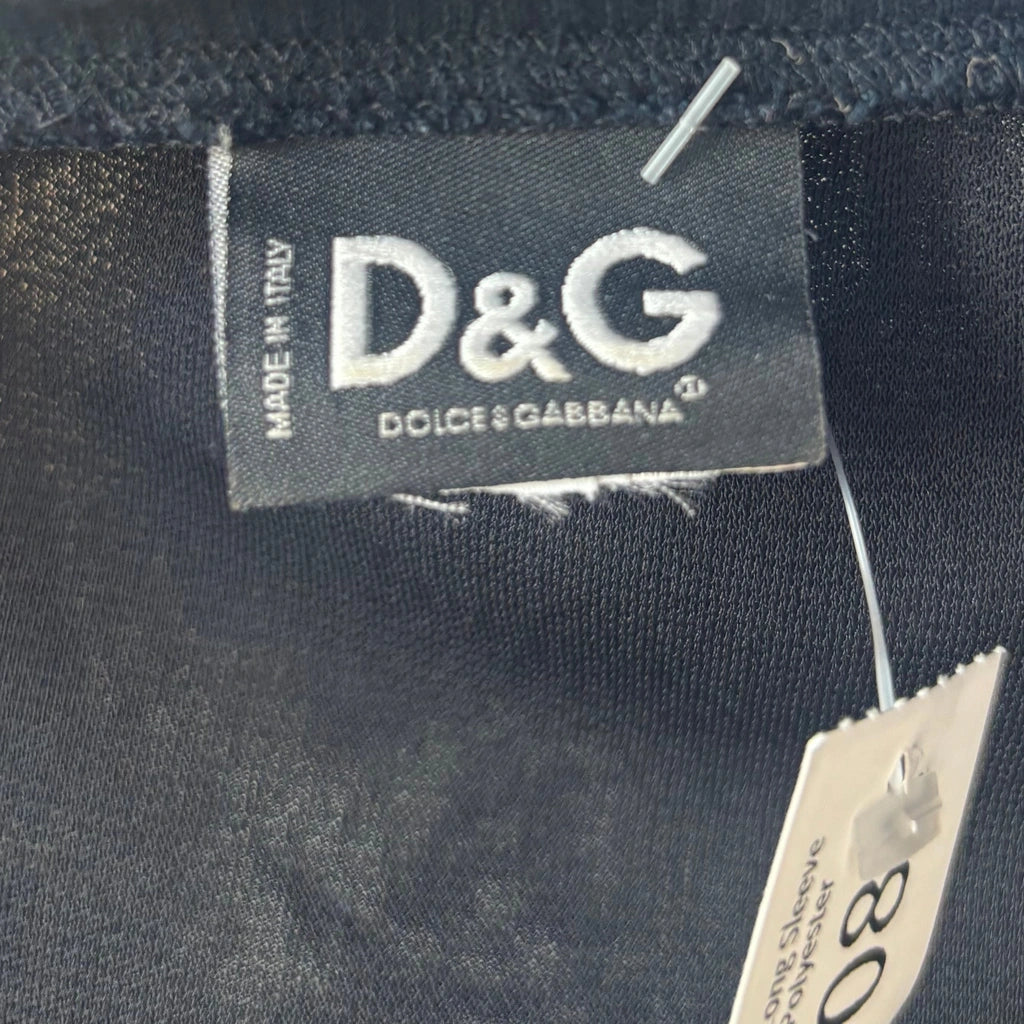 MADE IN ITALY
D&G
DOLCE&GABBANA®
Long Sleeve
Polyester
08